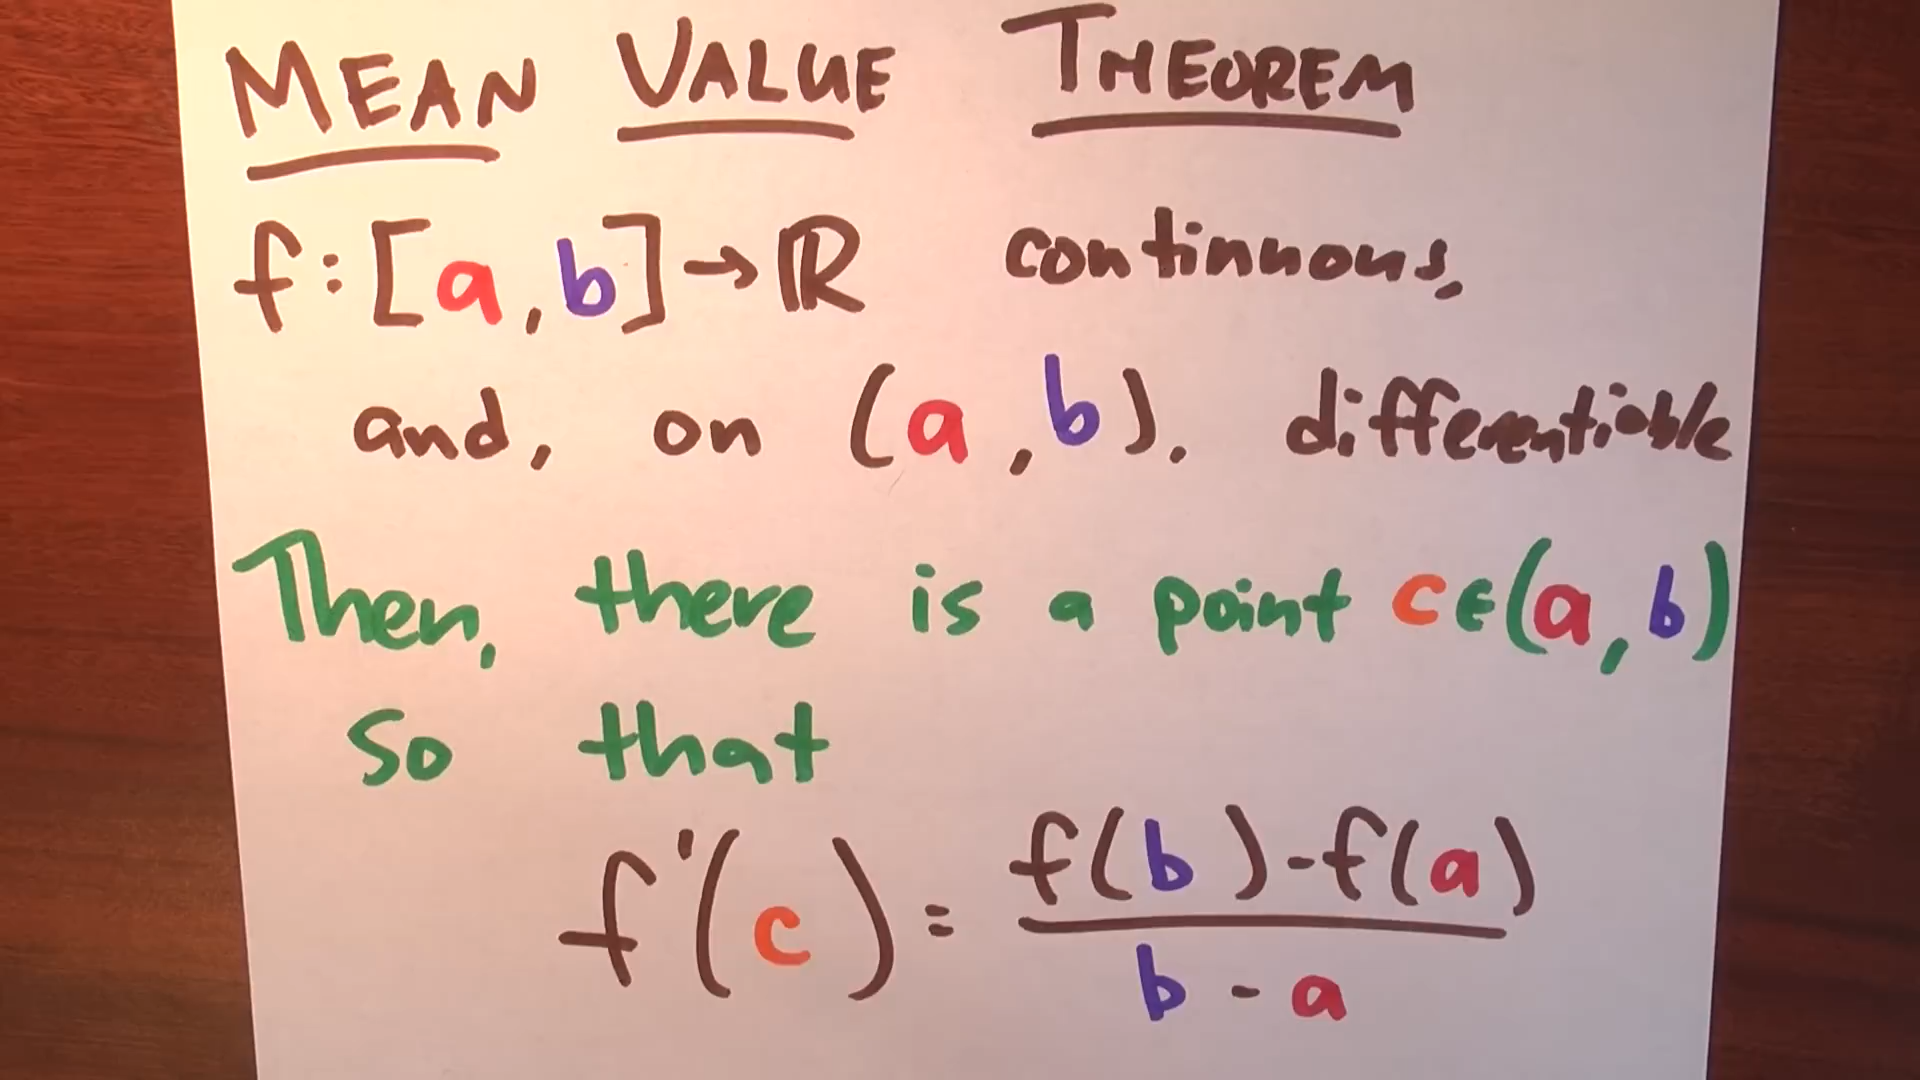 MEAN VALUE THEOREM
f:[a,b]→ℝ continuous,
and, on (a,b), differentiable
Then, there is a point c∈(a,b)
so that
f'(c) = f(b)-f(a)
b-a